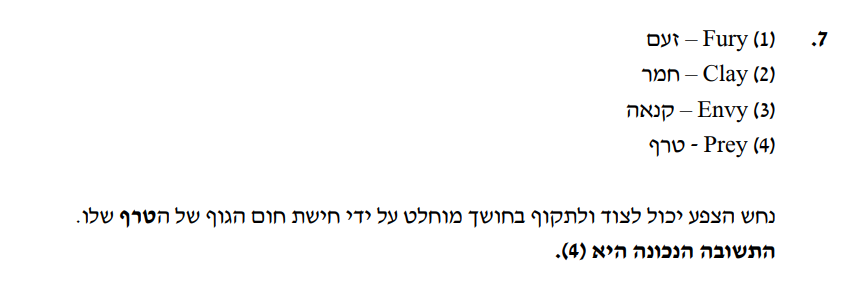 7. (1) Fury – זעם
(2) Clay – חמר
(3) Envy – קנאה
(4) Prey - טרף
נחש הצפע יכול לצוד ולתקוף בחושך מוחלט על ידי חישת חום הגוף של הטרף שלו.
התשובה הנכונה היא (4).